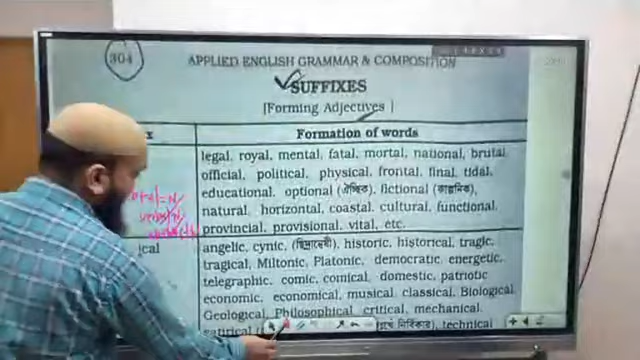 304
APPLIED ENGLISH GRAMMAR & COMPOSITION
SUFFIXES
[Forming Adjectives ]
x
Formation of words
legal, royal, mental, fatal, mortal, national, brutal
official, political, physical, frontal, final, tidal,
educational, optional (ঐচ্ছিক), fictional (কাল্পনিক),
natural, horizontal, coastal, cultural, functional,
provincial, provisional, vital, etc.
ical
angelic, cynic, historic, historical, tragic,
tragical, Miltonic, Platonic, democratic, energetic,
telegraphic, comic, comical, domestic, patriotic
economic, economical, musical, classical, Biological
Geological, Philosophical, critical, mechanical,
satirical technical